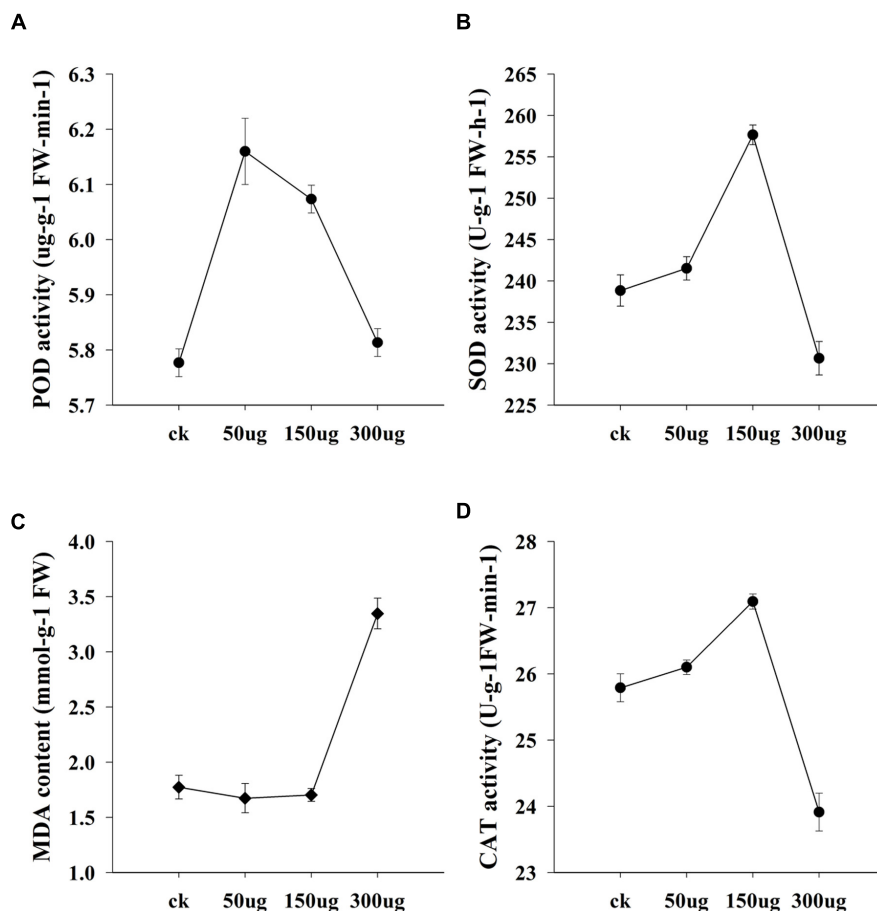 A
POD activity (ug-g-1 FW-min-1)
6.3
6.2
6.1
6.0
5.9
5.8
5.7
ck 50ug 150ug 300ug
B
SOD activity (U-g-1 FW-h-1)
265
260
255
250
245
240
235
230
225
ck 50ug 150ug 300ug
C
MDA content (mmol-g-1 FW)
4.0
3.5
3.0
2.5
2.0
1.5
1.0
ck 50ug 150ug 300ug
D
CAT activity (U-g-1FW-min-1)
28
27
26
25
24
23
ck 50ug 150ug 300ug